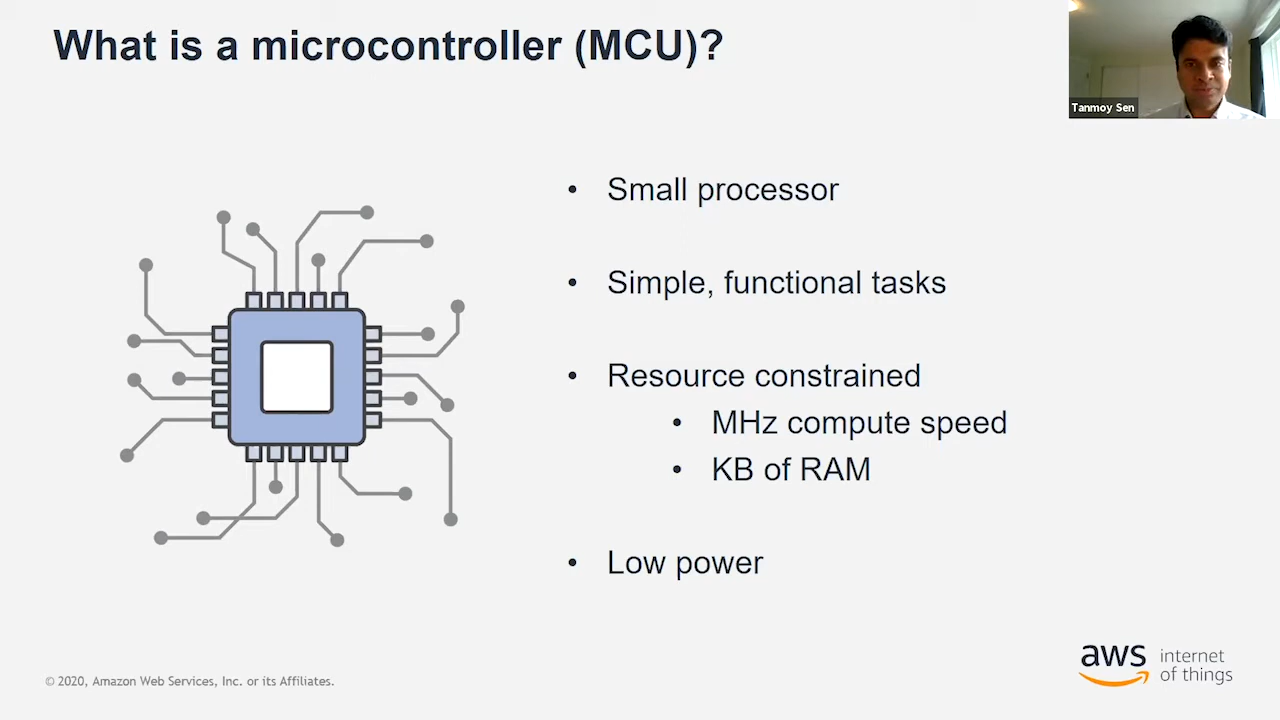 What is a microcontroller (MCU)?
Tanmoy Sen
• Small processor
• Simple, functional tasks
• Resource constrained
• MHz compute speed
• KB of RAM
• Low power
© 2020, Amazon Web Services, Inc. or its Affiliates.
aws internet
of things